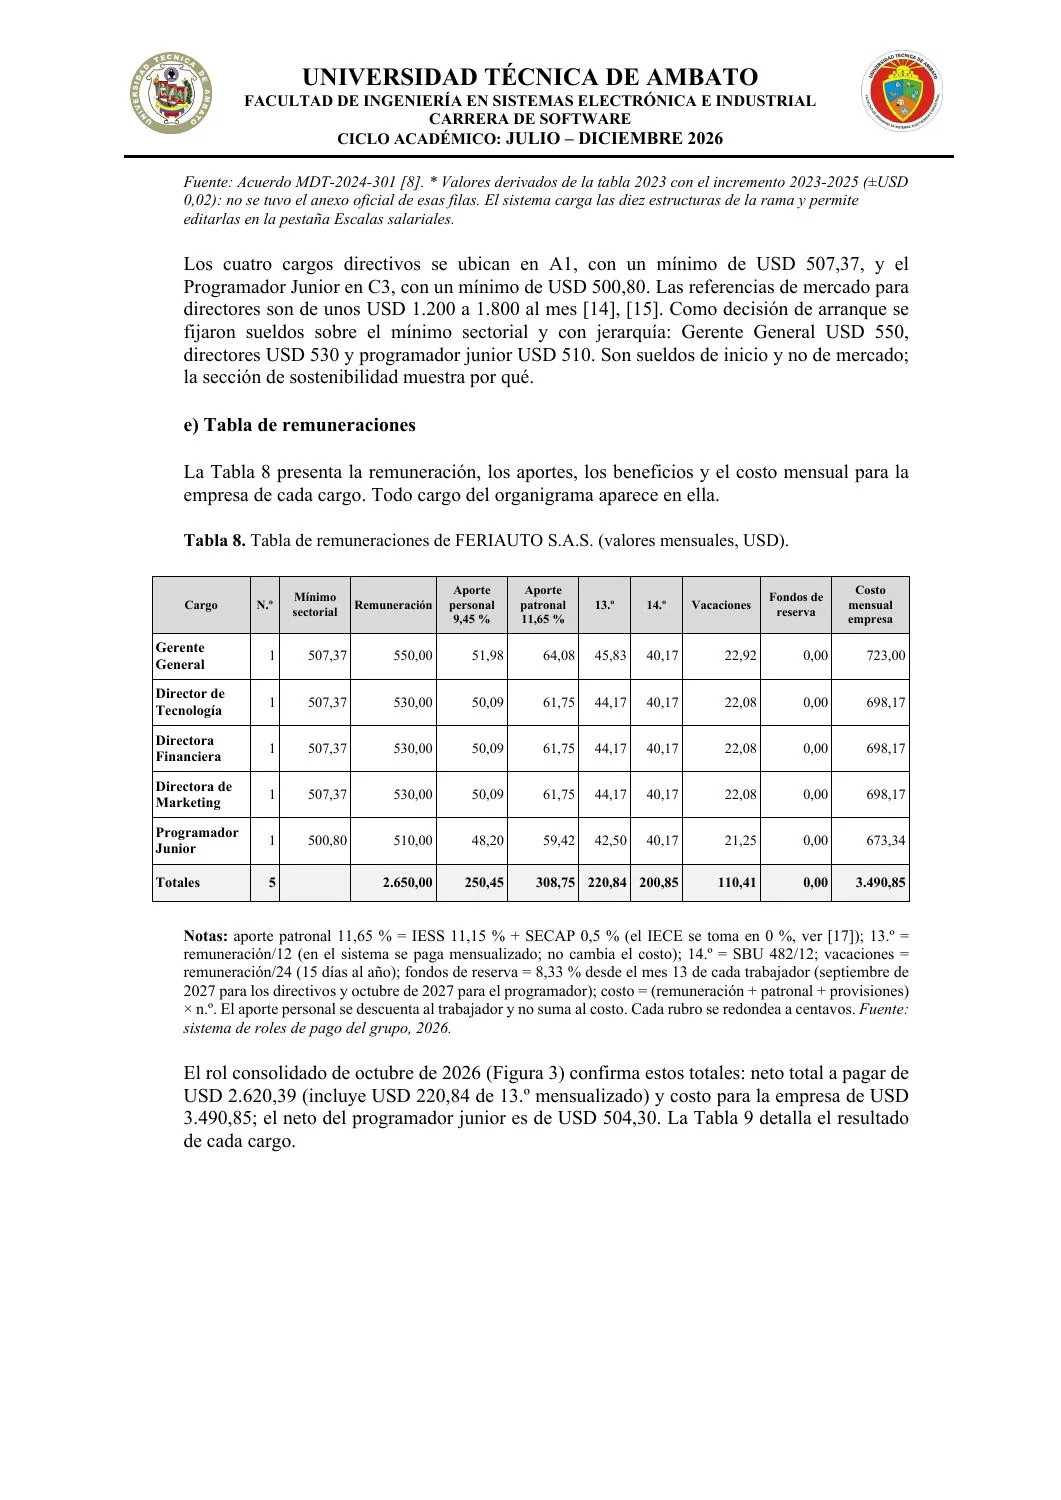 UNIVERSIDAD TÉCNICA DE AMBATO
FACULTAD DE INGENIERÍA EN SISTEMAS ELECTRÓNICA E INDUSTRIAL
CARRERA DE SOFTWARE
CICLO ACADÉMICO: JULIO – DICIEMBRE 2026
Fuente: Acuerdo MDT-2024-301 [8]. * Valores derivados de la tabla 2023 con el incremento 2023-2025 (±USD
0,02): no se tuvo el anexo oficial de esas filas. El sistema carga las diez estructuras de la rama y permite
editarlas en la pestaña Escalas salariales.
Los cuatro cargos directivos se ubican en A1, con un mínimo de USD 507,37, y el
Programador Junior en C3, con un mínimo de USD 500,80. Las referencias de mercado para
directores son de unos USD 1.200 a 1.800 al mes [14], [15]. Como decisión de arranque se
fijaron sueldos sobre el mínimo sectorial y con jerarquía: Gerente General USD 550,
directores USD 530 y programador junior USD 510. Son sueldos de inicio y no de mercado;
la sección de sostenibilidad muestra por qué.
e) Tabla de remuneraciones
La Tabla 8 presenta la remuneración, los aportes, los beneficios y el costo mensual para la
empresa de cada cargo. Todo cargo del organigrama aparece en ella.
Tabla 8. Tabla de remuneraciones de FERIAUTO S.A.S. (valores mensuales, USD).
Cargo N.º Mínimo sectorial Remuneración Aporte personal 9,45 % Aporte patronal 11,65 % 13.º 14.º Vacaciones Fondos de reserva Costo mensual empresa
Gerente General 1 507,37 550,00 51,98 64,08 45,83 40,17 22,92 0,00 723,00
Director de Tecnología 1 507,37 530,00 50,09 61,75 44,17 40,17 22,08 0,00 698,17
Directora Financiera 1 507,37 530,00 50,09 61,75 44,17 40,17 22,08 0,00 698,17
Directora de Marketing 1 507,37 530,00 50,09 61,75 44,17 40,17 22,08 0,00 698,17
Programador Junior 1 500,80 510,00 48,20 59,42 42,50 40,17 21,25 0,00 673,34
Totales 5 2.650,00 250,45 308,75 220,84 200,85 110,41 0,00 3.490,85
Notas: aporte patronal 11,65 % = IESS 11,15 % + SECAP 0,5 % (el IECE se toma en 0 %, ver [17]); 13.º =
remuneración/12 (en el sistema se paga mensualizado; no cambia el costo); 14.º = SBU 482/12; vacaciones =
remuneración/24 (15 días al año); fondos de reserva = 8,33 % desde el mes 13 de cada trabajador (septiembre de
2027 para los directivos y octubre de 2027 para el programador); costo = (remuneración + patronal + provisiones)
× n.º. El aporte personal se descuenta al trabajador y no suma al costo. Cada rubro se redondea a centavos. Fuente:
sistema de roles de pago del grupo, 2026.
El rol consolidado de octubre de 2026 (Figura 3) confirma estos totales: neto total a pagar de
USD 2.620,39 (incluye USD 220,84 de 13.º mensualizado) y costo para la empresa de USD
3.490,85; el neto del programador junior es de USD 504,30. La Tabla 9 detalla el resultado
de cada cargo.